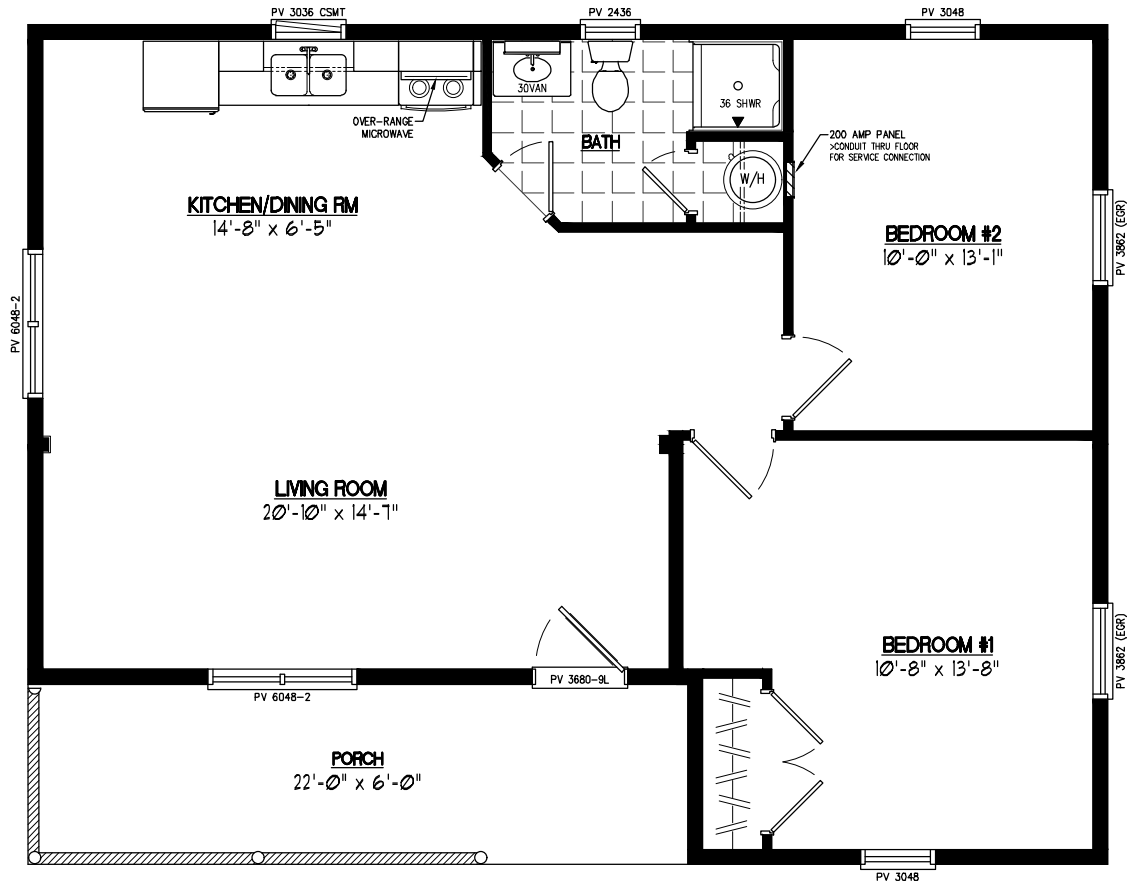 PV 3036 CSMT
PV 2436
PV 3048
30VAN
36 SHWR
OVER-RANGE
MICROWAVE
BATH
200 AMP PANEL
>CONDUIT THRU FLOOR
FOR SERVICE CONNECTION
W/H
KITCHEN/DINING RM
14'-8" x 6'-5"
BEDROOM #2
10'-0" x 13'-1"
PV 3862 (EGR)
PV 6048-2
LIVING ROOM
20'-10" x 14'-7"
BEDROOM #1
10'-8" x 13'-8"
PV 3862 (EGR)
PV 3680-9L
PV 6048-2
PORCH
22'-0" x 6'-0"
PV 3048